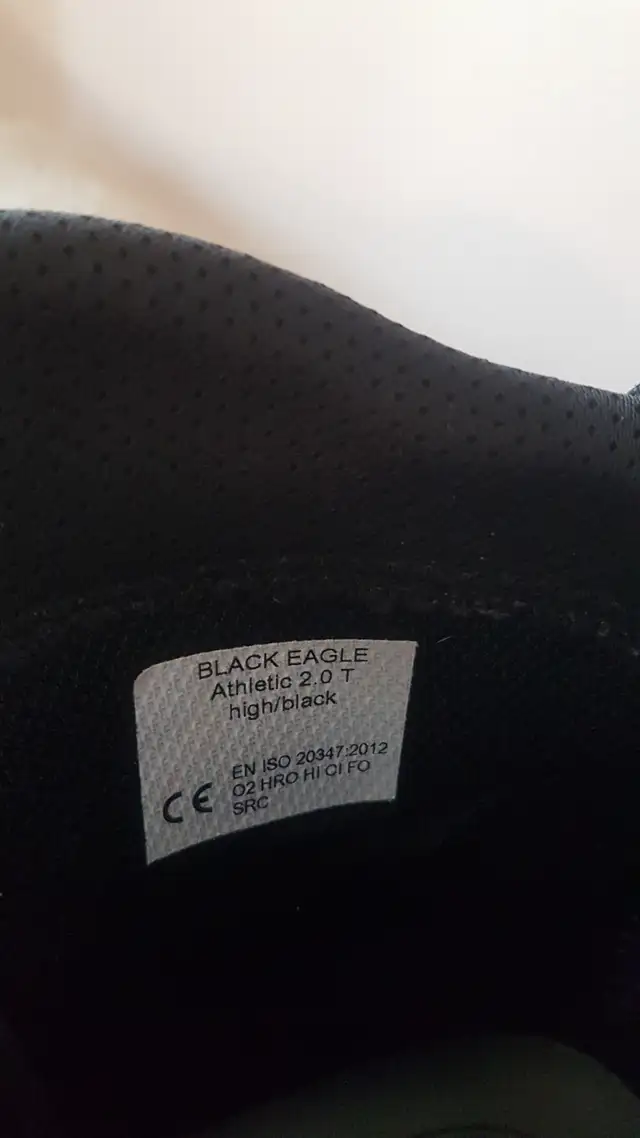 BLACK EAGLE
Athletic 2.0 T
high/black
EN ISO 20347:2012
O2 HRO HI CI FO
SRC
CE